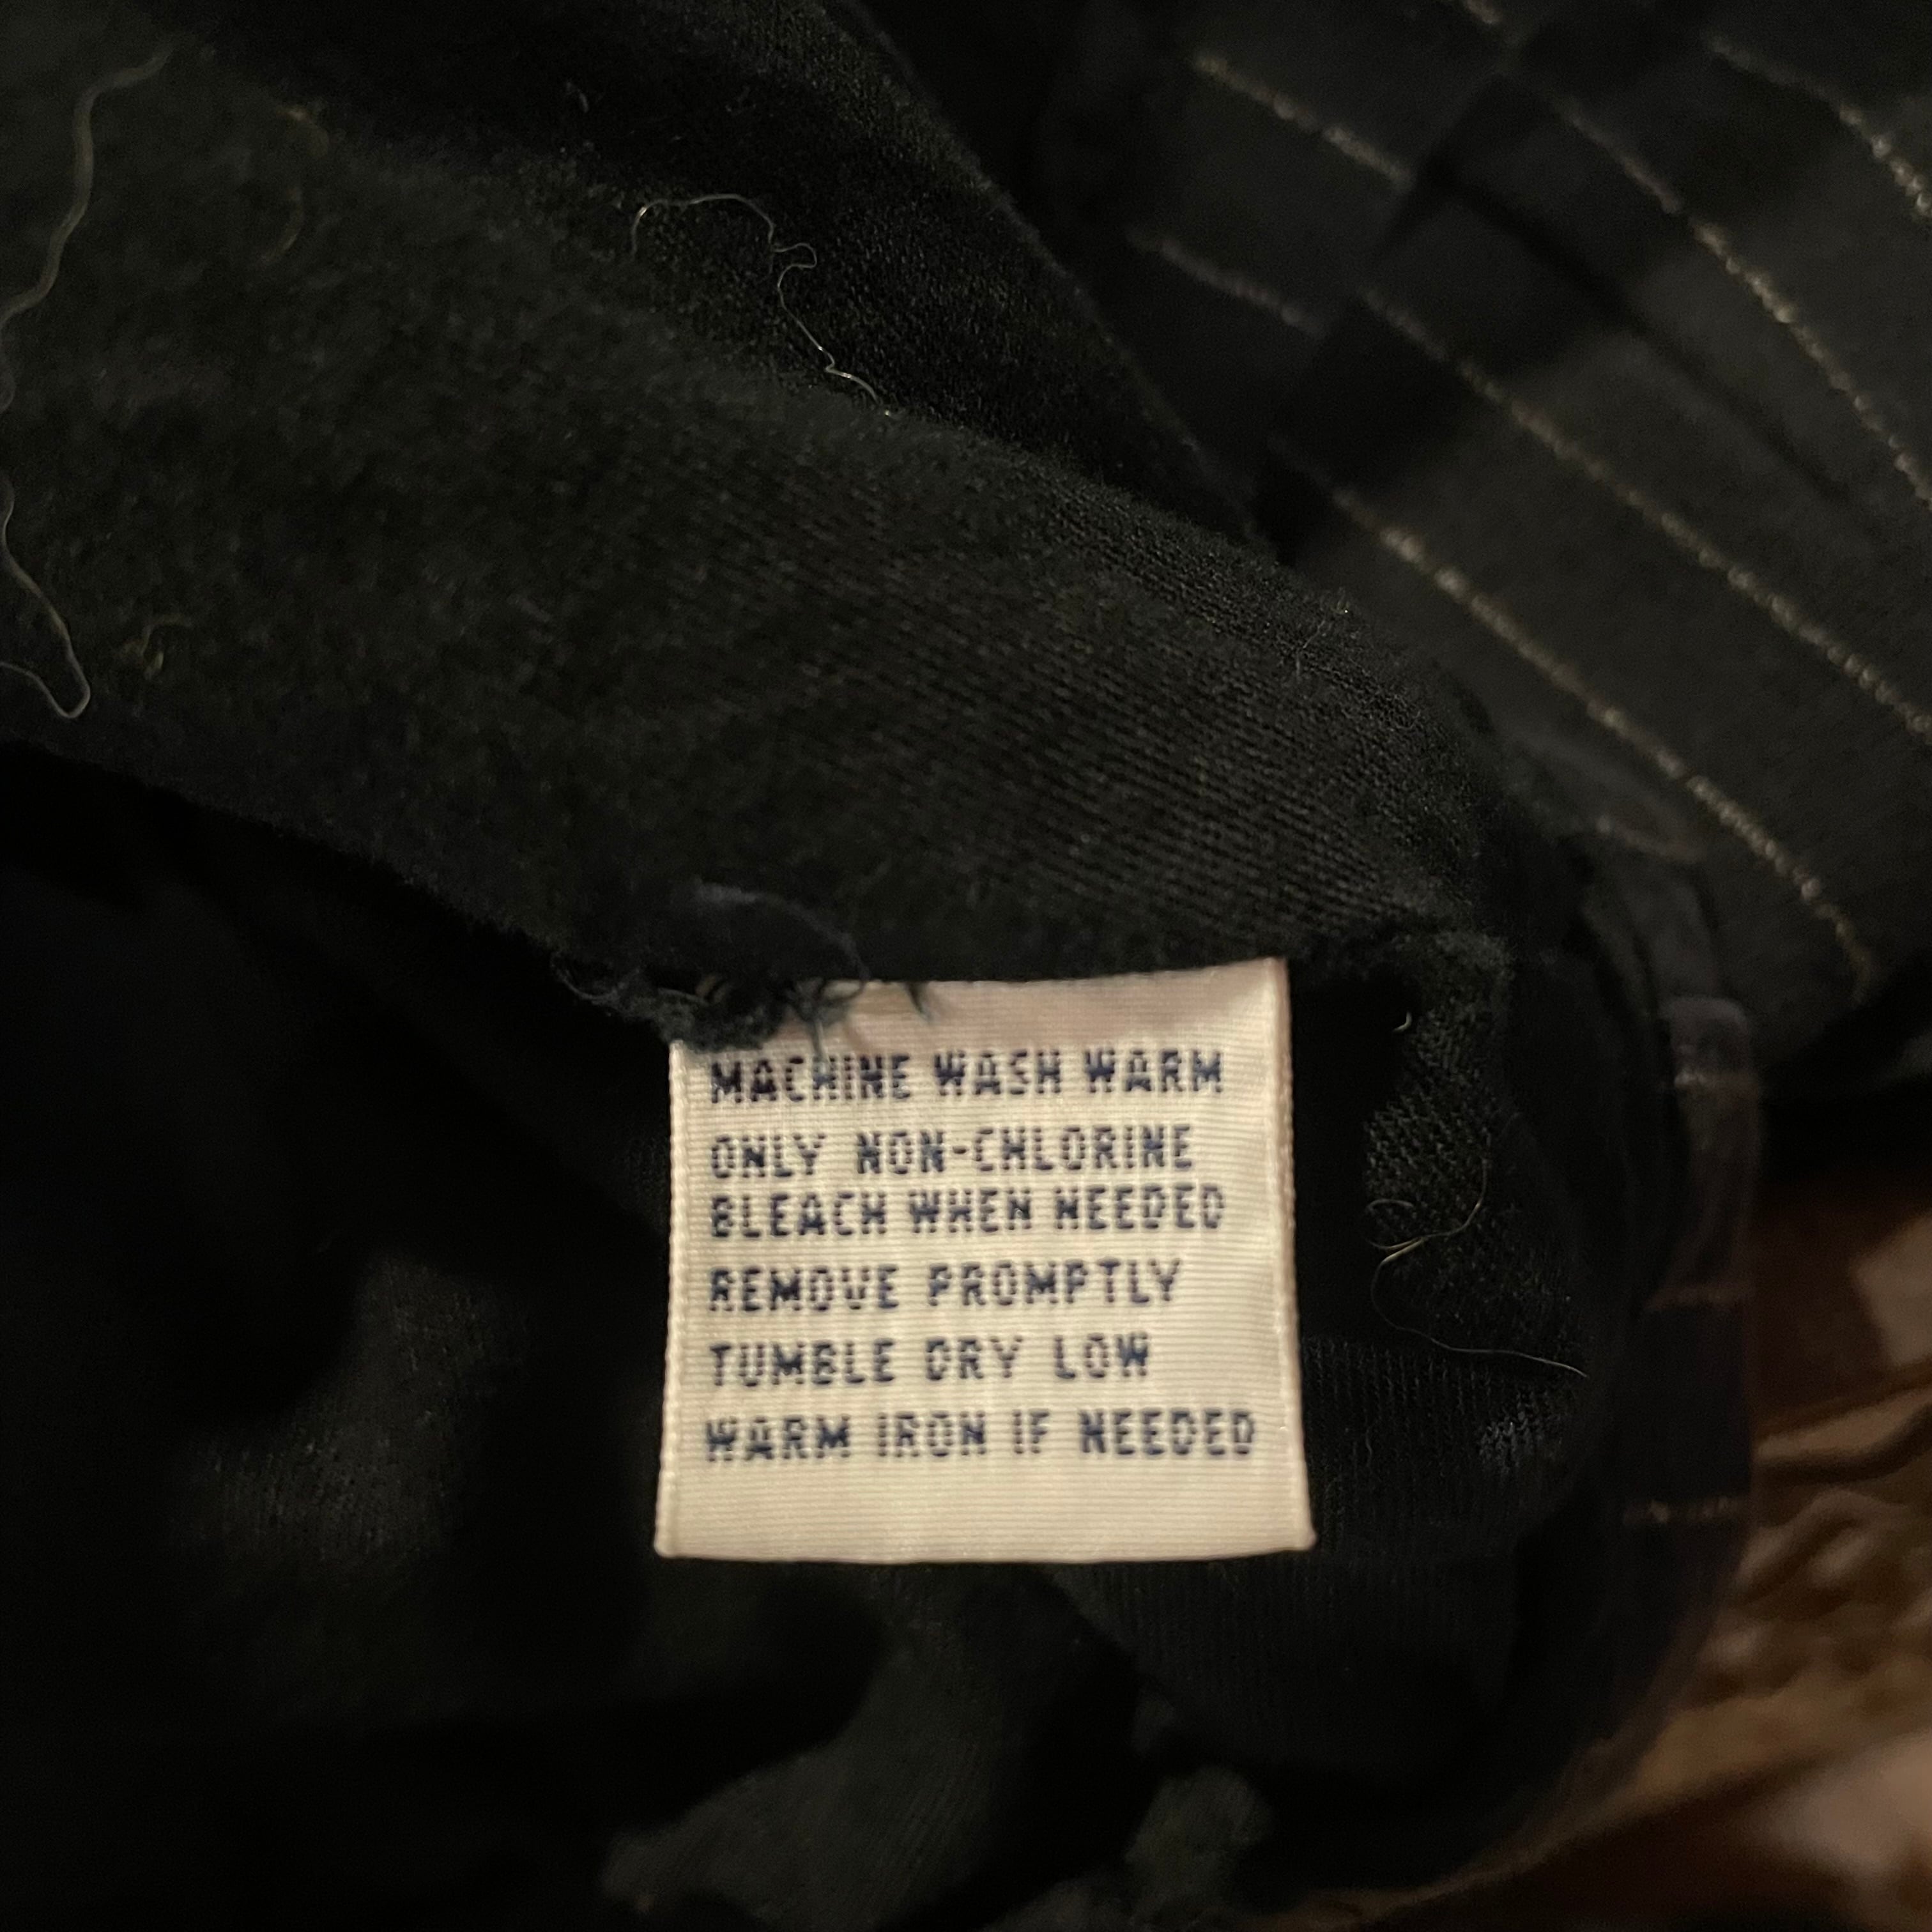 MACHINE WASH WARM
ONLY NON-CHLORINE
BLEACH WHEN NEEDED
REMOVE PROMPTLY
TUMBLE DRY LOW
WARM IRON IF NEEDED